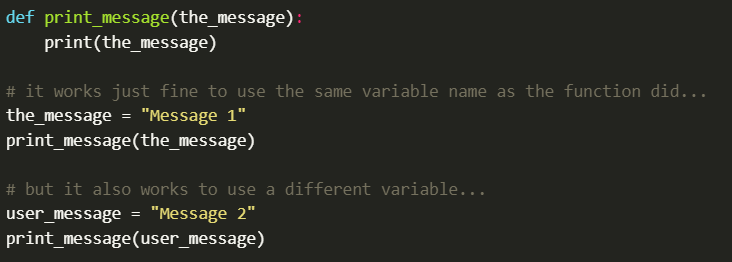 def print_message(the_message):
    print(the_message)
# it works just fine to use the same variable name as the function did...
the_message = "Message 1"
print_message(the_message)
# but it also works to use a different variable...
user_message = "Message 2"
print_message(user_message)